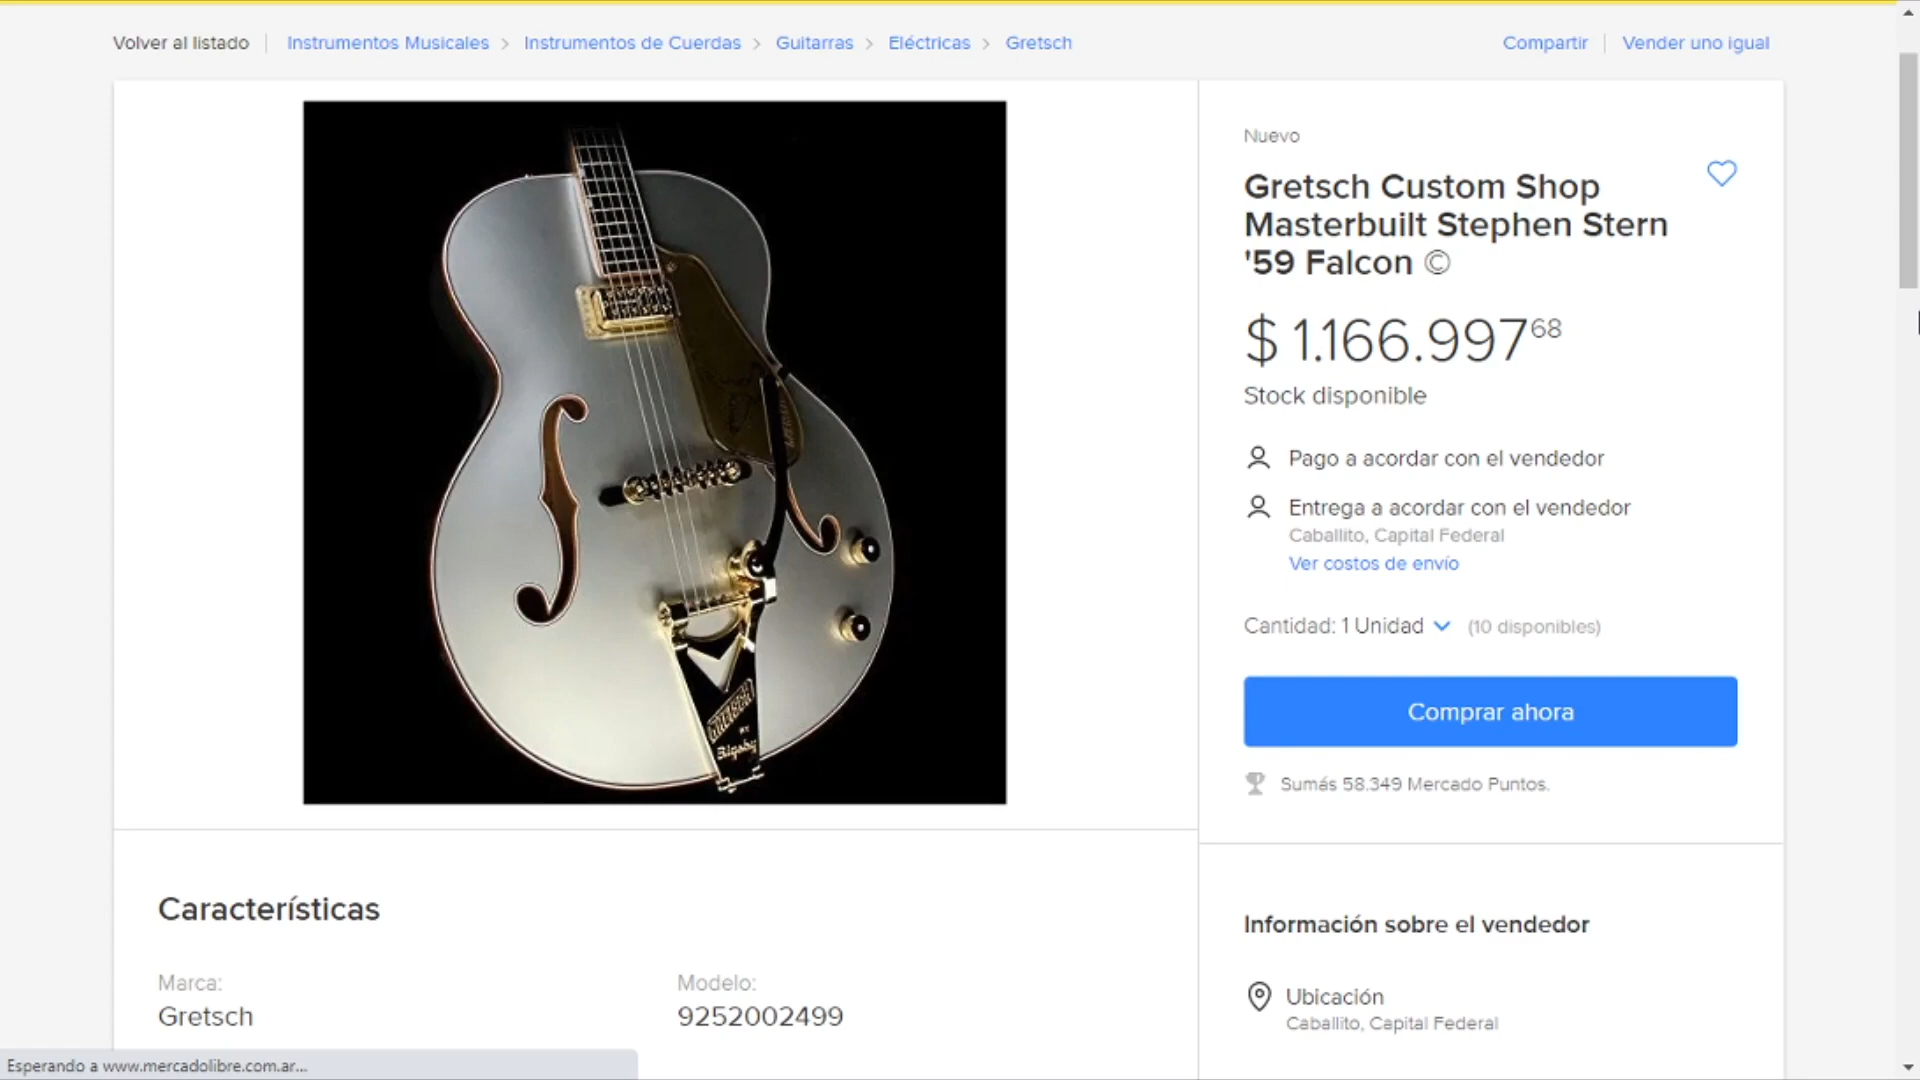 Volver al listado
Instrumentos Musicales > Instrumentos de Cuerdas > Guitarras > Eléctricas > Gretsch
Compartir
Vender uno igual
Nuevo
Gretsch Custom Shop
Masterbuilt Stephen Stern
'59 Falcon ©
$ 1.166.997 68
Stock disponible
Pago a acordar con el vendedor
Entrega a acordar con el vendedor
Caballito, Capital Federal
Ver costos de envío
Cantidad: 1 Unidad (10 disponibles)
Comprar ahora
Sumás 58.349 Mercado Puntos.
GRETSCH
BY
Bigsby
Características
Marca:
Gretsch
Modelo:
9252002499
Información sobre el vendedor
Ubicación
Caballito, Capital Federal
Esperando a www.mercadolibre.com.ar...